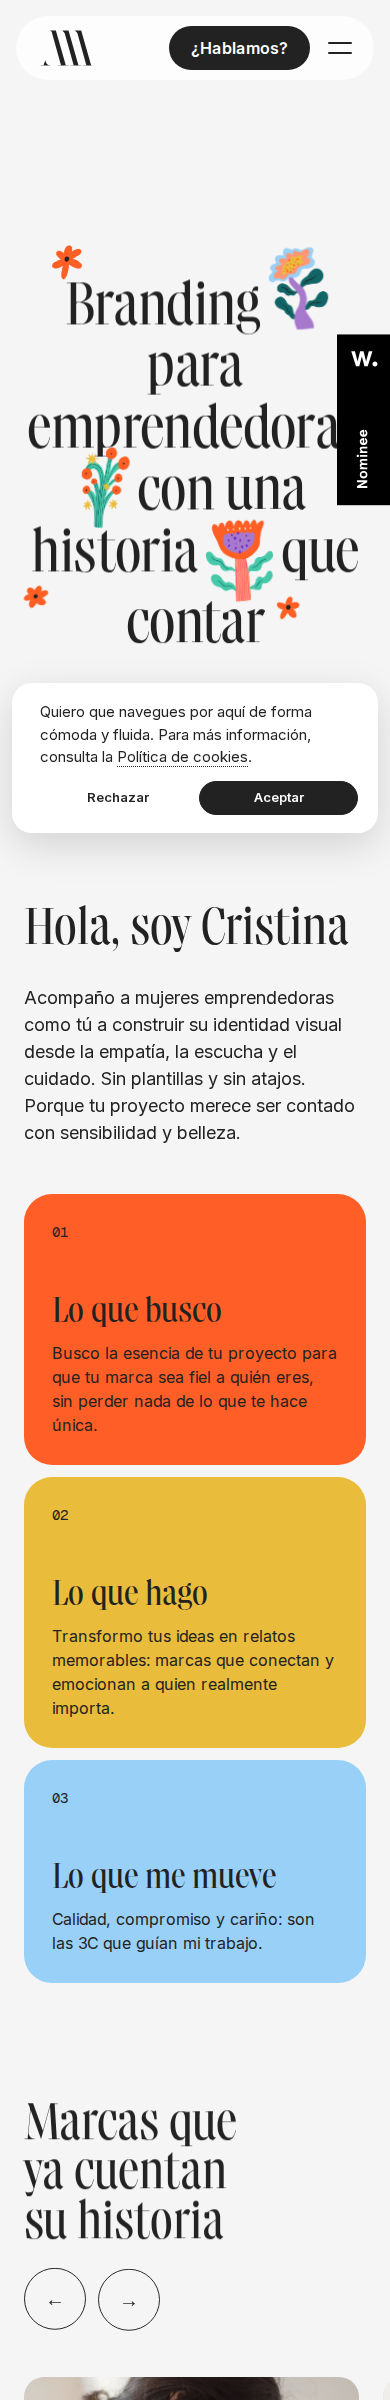 ¿Hablamos?
Branding
para
emprendedora
con una
historia que
contar
W.
Nominee
Quiero que navegues por aquí de forma
cómoda y fluida. Para más información,
consulta la Política de cookies.
Rechazar Aceptar
Hola, soy Cristina
Acompaño a mujeres emprendedoras
como tú a construir su identidad visual
desde la empatía, la escucha y el
cuidado. Sin plantillas y sin atajos.
Porque tu proyecto merece ser contado
con sensibilidad y belleza.
01
Lo que busco
Busco la esencia de tu proyecto para
que tu marca sea fiel a quién eres,
sin perder nada de lo que te hace
única.
02
Lo que hago
Transformo tus ideas en relatos
memorables: marcas que conectan y
emocionan a quien realmente
importa.
03
Lo que me mueve
Calidad, compromiso y cariño: son
las 3C que guían mi trabajo.
Marcas que
ya cuentan
su historia
← →